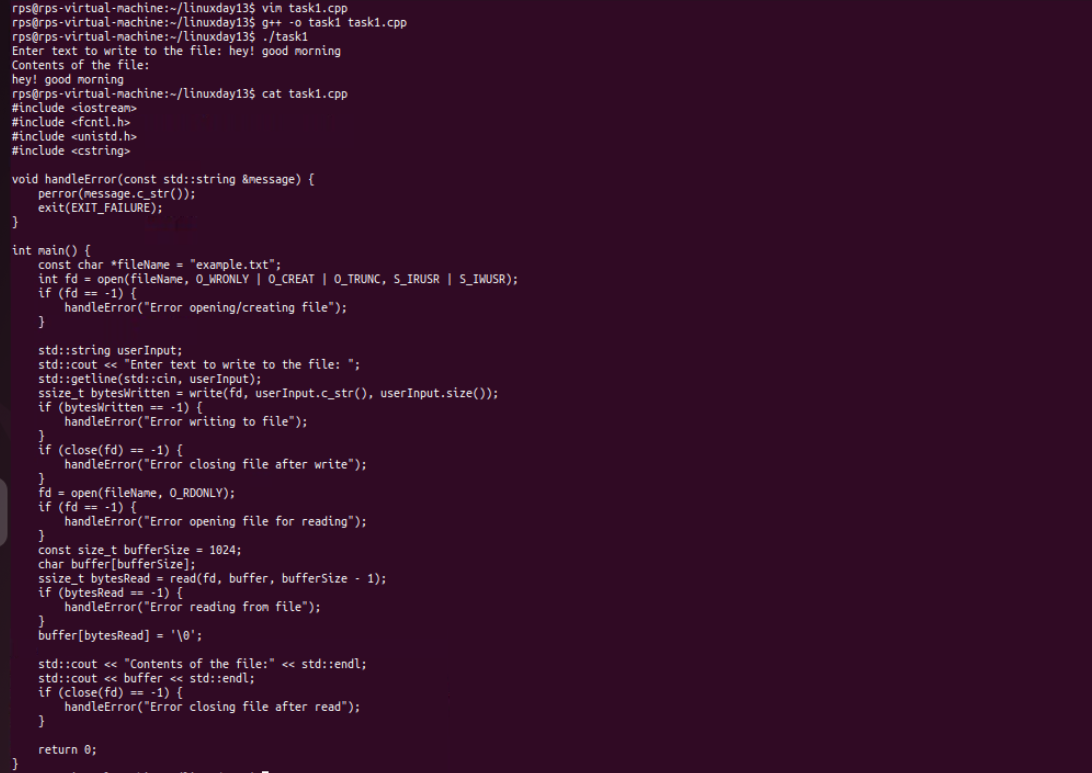 rps@rps-virtual-machine:~/linuxday13$ vim task1.cpp
rps@rps-virtual-machine:~/linuxday13$ g++ -o task1 task1.cpp
rps@rps-virtual-machine:~/linuxday13$ ./task1
Enter text to write to the file: hey! good morning
Contents of the file:
hey! good morning
rps@rps-virtual-machine:~/linuxday13$ cat task1.cpp
#include <iostream>
#include <fcntl.h>
#include <unistd.h>
#include <cstring>

void handleError(const std::string &message) {
    perror(message.c_str());
    exit(EXIT_FAILURE);
}

int main() {
    const char *fileName = "example.txt";
    int fd = open(fileName, O_WRONLY | O_CREAT | O_TRUNC, S_IRUSR | S_IWUSR);
    if (fd == -1) {
        handleError("Error opening/creating file");
    }

    std::string userInput;
    std::cout << "Enter text to write to the file: ";
    std::getline(std::cin, userInput);
    ssize_t bytesWritten = write(fd, userInput.c_str(), userInput.size());
    if (bytesWritten == -1) {
        handleError("Error writing to file");
    }
    if (close(fd) == -1) {
        handleError("Error closing file after write");
    }
    fd = open(fileName, O_RDONLY);
    if (fd == -1) {
        handleError("Error opening file for reading");
    }
    const size_t bufferSize = 1024;
    char buffer[bufferSize];
    ssize_t bytesRead = read(fd, buffer, bufferSize - 1);
    if (bytesRead == -1) {
        handleError("Error reading from file");
    }
    buffer[bytesRead] = '\0';

    std::cout << "Contents of the file:" << std::endl;
    std::cout << buffer << std::endl;
    if (close(fd) == -1) {
        handleError("Error closing file after read");
    }

    return 0;
}